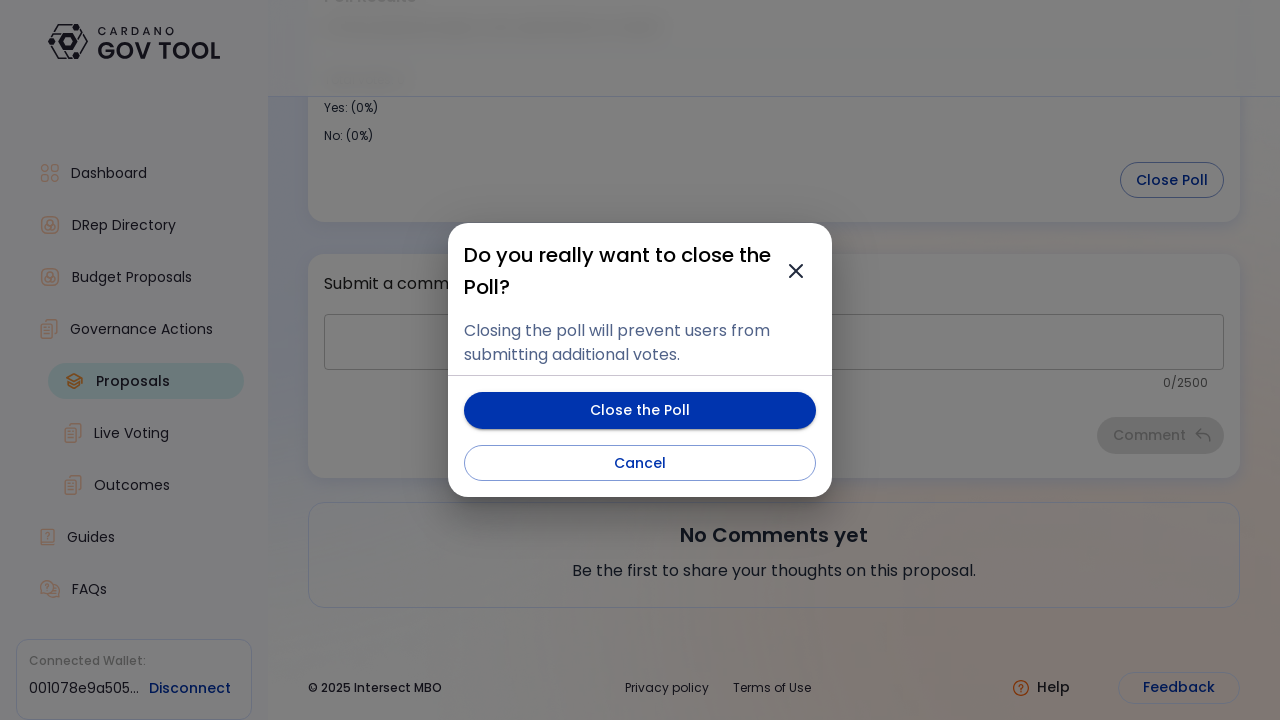 CARDANO
GOV TOOL
Dashboard
DRep Directory
Budget Proposals
Governance Actions
Proposals
Live Voting
Outcomes
Guides
FAQs
Connected Wallet:
001078e9a505... Disconnect
Yes: (0%)
No: (0%)
Close Poll
Submit a comm
0/2500
Comment
Do you really want to close the
Poll?
Closing the poll will prevent users from
submitting additional votes.
Close the Poll
Cancel
No Comments yet
Be the first to share your thoughts on this proposal.
© 2025 Intersect MBO
Privacy policy
Terms of Use
Help
Feedback